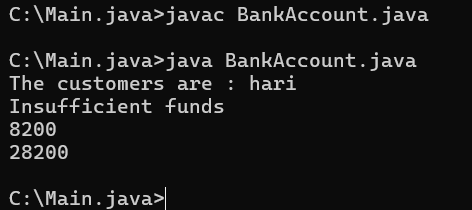 C:\Main.java>javac BankAccount.java
C:\Main.java>java BankAccount.java
The customers are : hari
Insufficient funds
8200
28200
C:\Main.java>